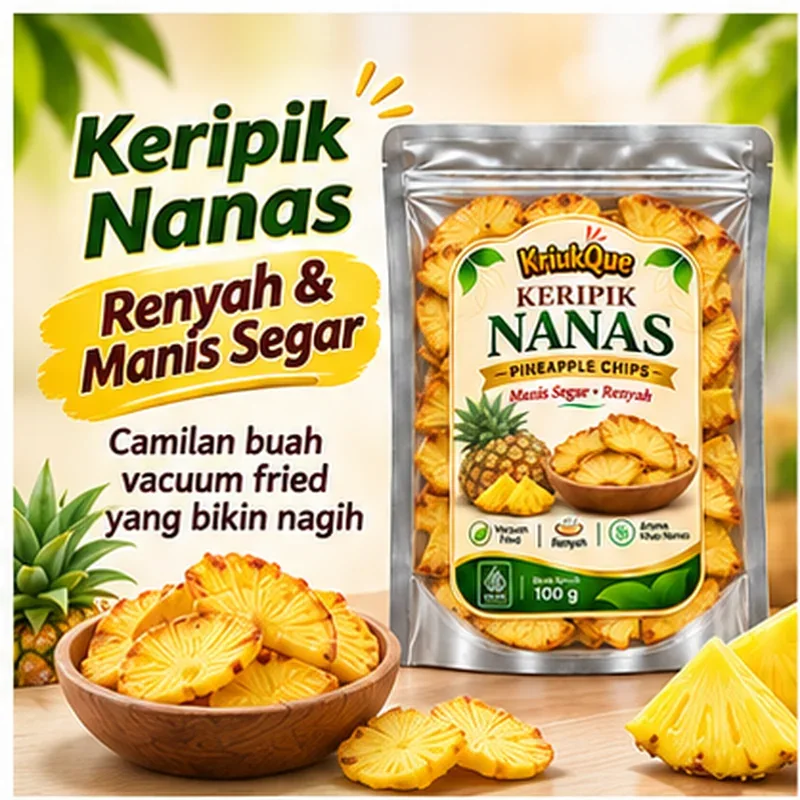 Keripik
Nanas
Renyah &
Manis Segar
Camilan buah
vacuum fried
yang bikin nagih
KriukQue
KERIPIK
NANAS
PINEAPPLE CHIPS
Manis Segar • Renyah
100 g